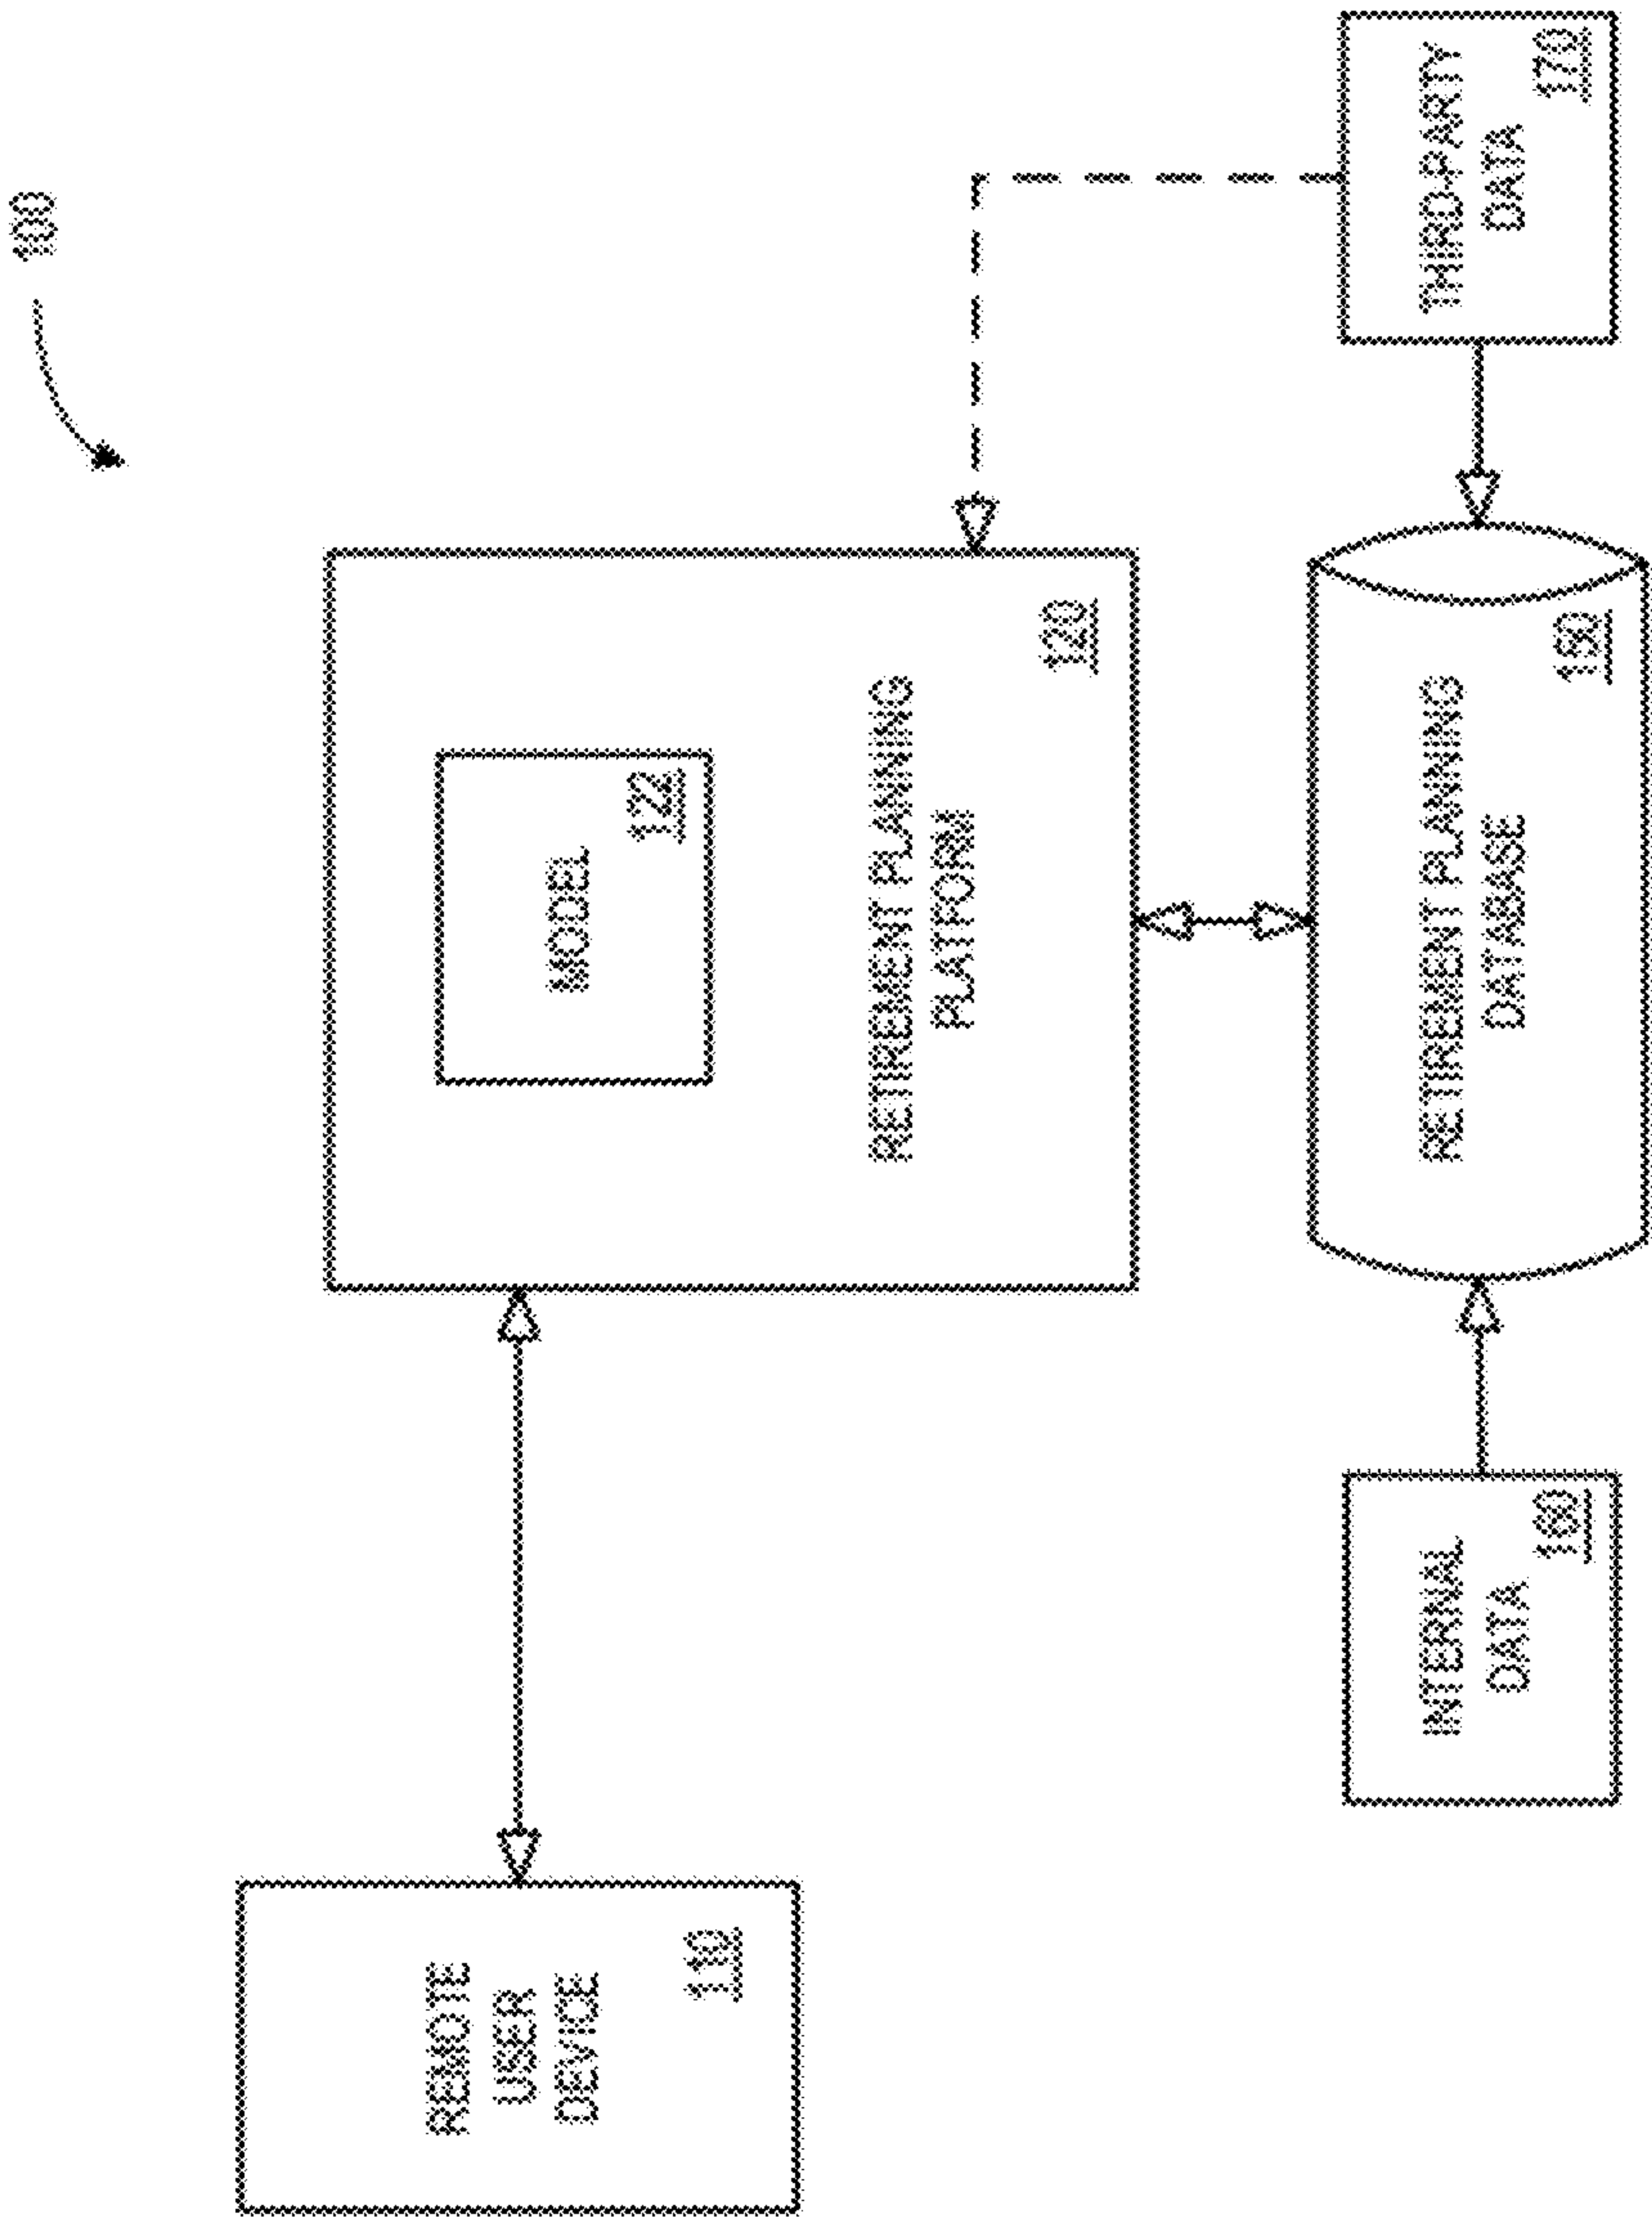 100
REMOTE
USER
DEVICE
110
MODEL
122
RETIREMENT PLANNING
PLATFORM
120
INTERNAL
DATA
160
RETIREMENT PLANNING
DATABASE
150
THIRD-PARTY
DATA
170